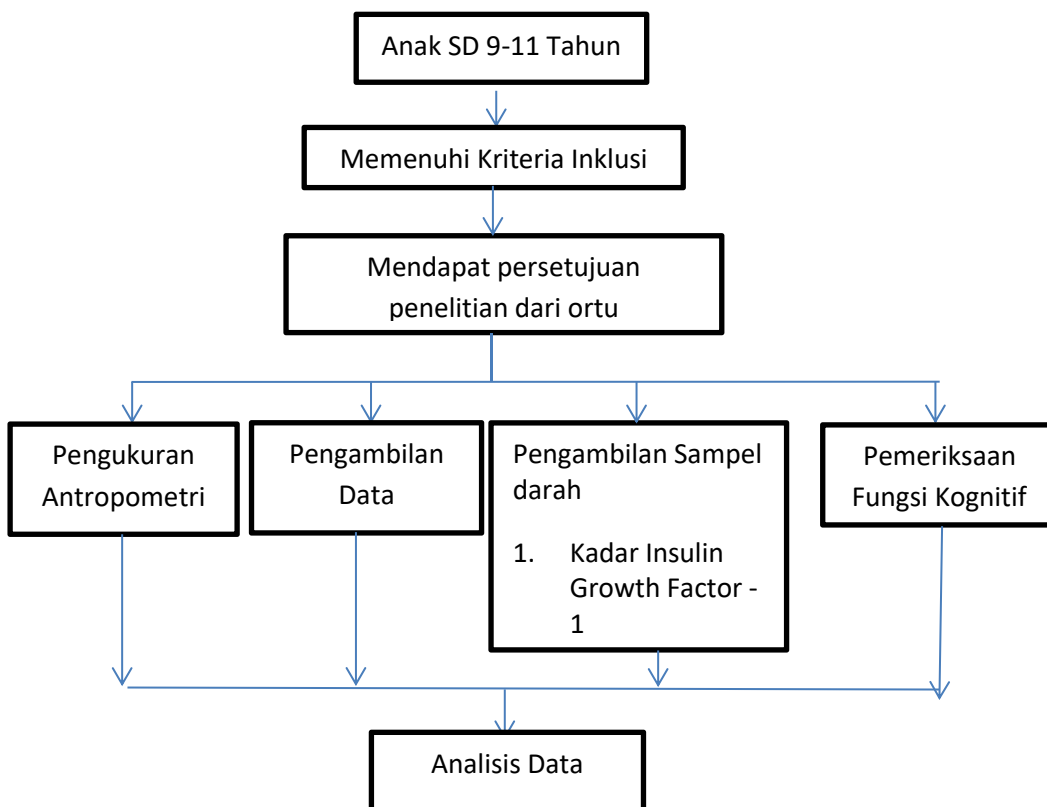 Anak SD 9-11 Tahun
Memenuhi Kriteria Inklusi
Mendapat persetujuan
penelitian dari ortu
Pengukuran
Antropometri
Pengambilan
Data
Pengambilan Sampel
darah
1. Kadar Insulin
Growth Factor -
1
Pemeriksaan
Fungsi Kognitif
Analisis Data